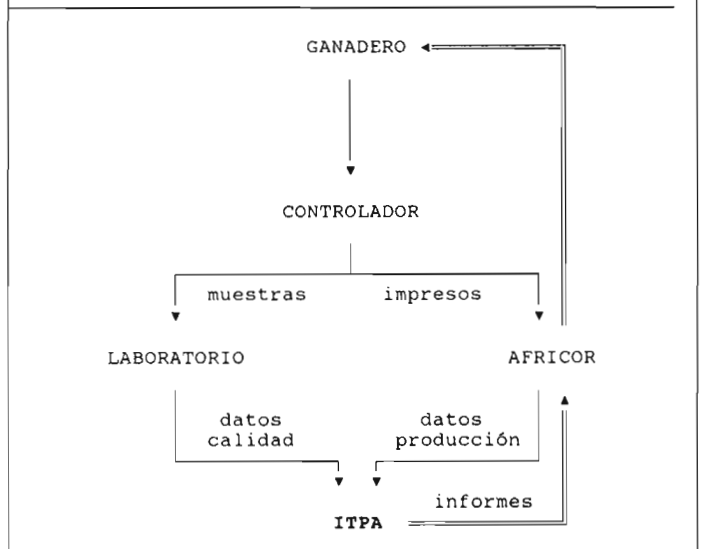 GANADERO
CONTROLADOR
muestras impresos
LABORATORIO AFRICOR
datos datos
calidad producción
informes
ITPA